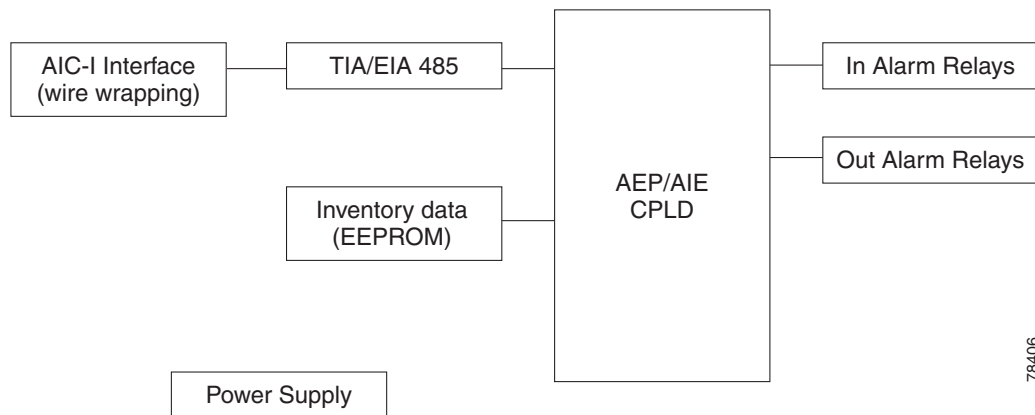 AIC-I Interface
(wire wrapping)
TIA/EIA 485
Inventory data
(EEPROM)
AEP/AIE
CPLD
In Alarm Relays
Out Alarm Relays
Power Supply
78406